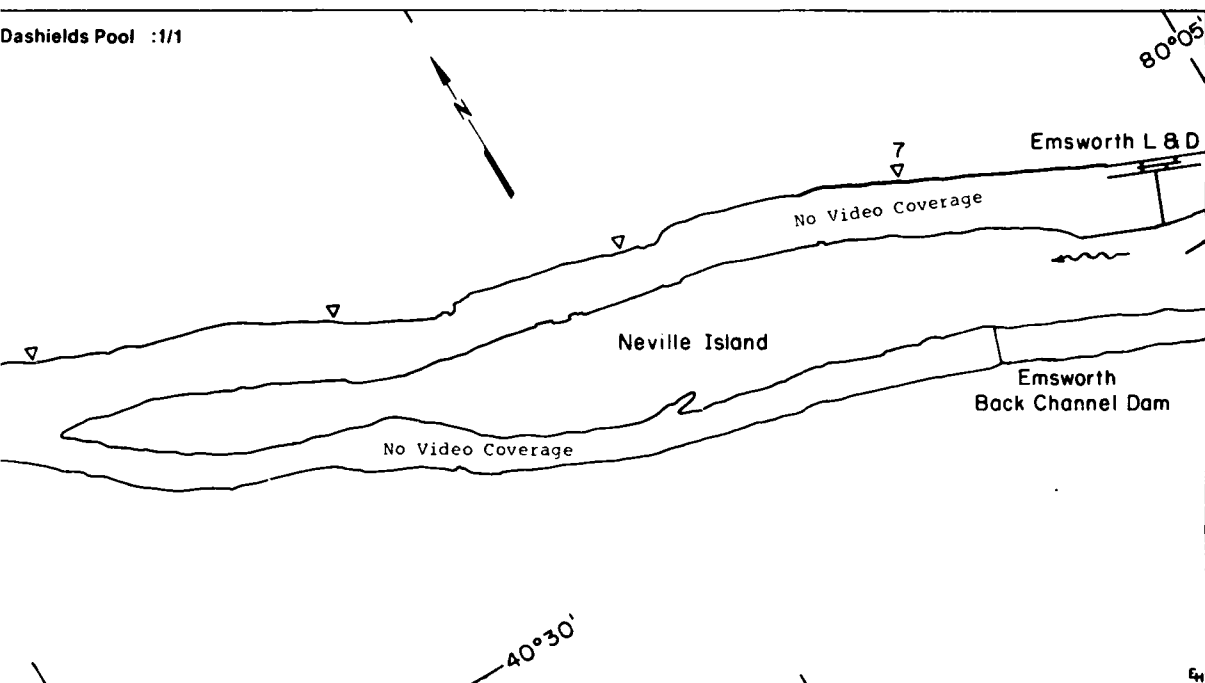 Dashields Pool :1/1
80°05'
N
Emsworth L & D
7
No Video Coverage
Neville Island
Emsworth
Back Channel Dam
No Video Coverage
40°30'